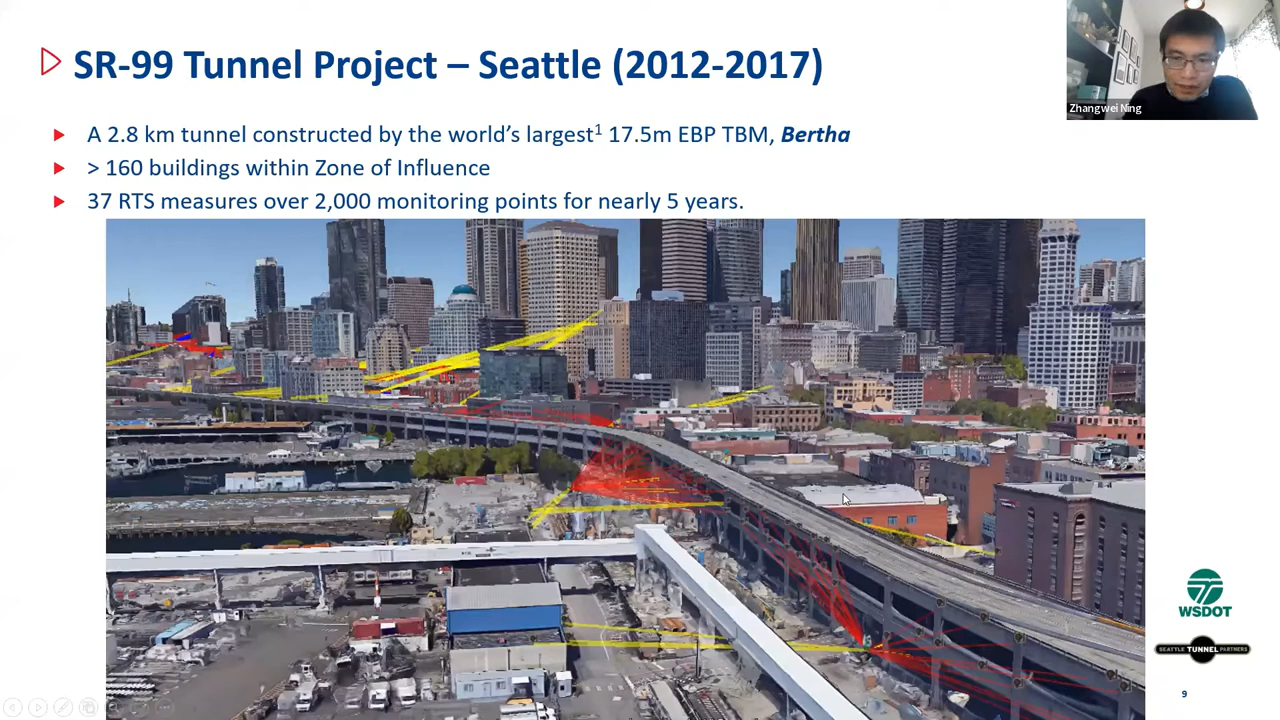 SR-99 Tunnel Project – Seattle (2012-2017)
A 2.8 km tunnel constructed by the world's largest¹ 17.5m EBP TBM, Bertha
> 160 buildings within Zone of Influence
37 RTS measures over 2,000 monitoring points for nearly 5 years.
Zhangwei Ning
WSDOT
SEATTLE TUNNEL PARTNERS
9